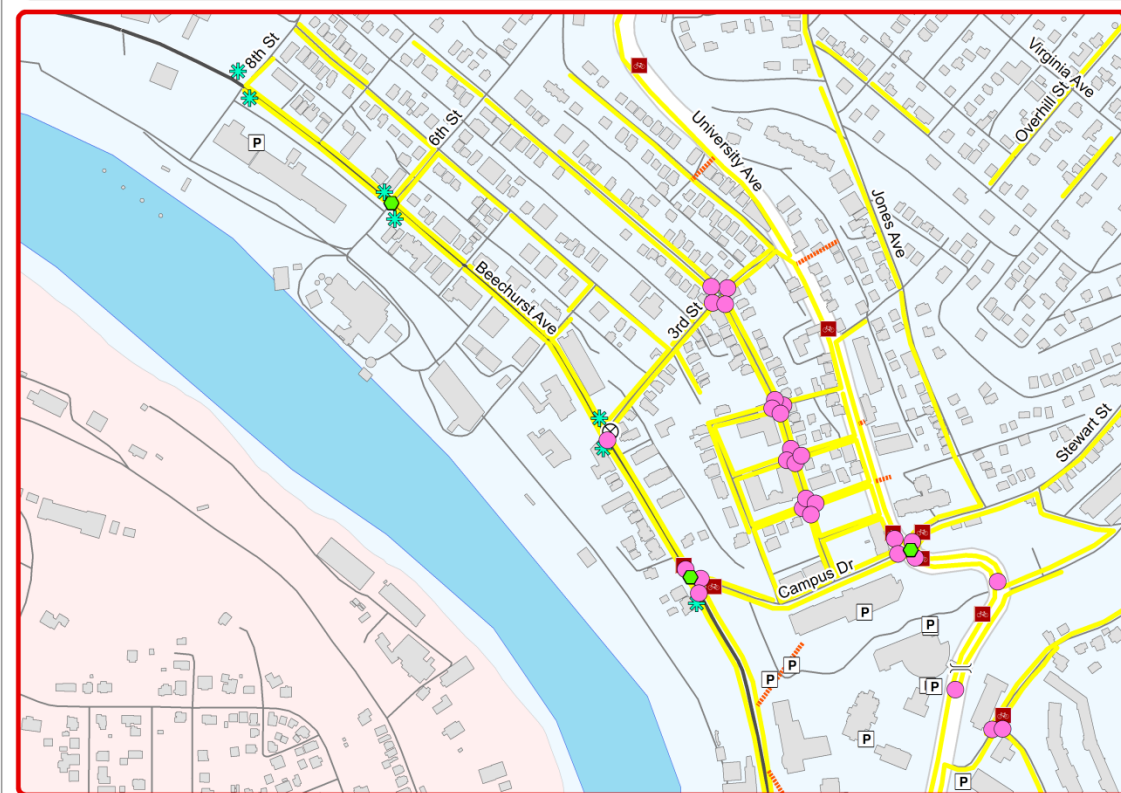 8th St
Virginia Ave
Overhill St
6th St
University Ave
P
Jones Ave
Beechurst Ave
3rd St
Stewart St
Campus Dr
P
P
P
P
P
P
P